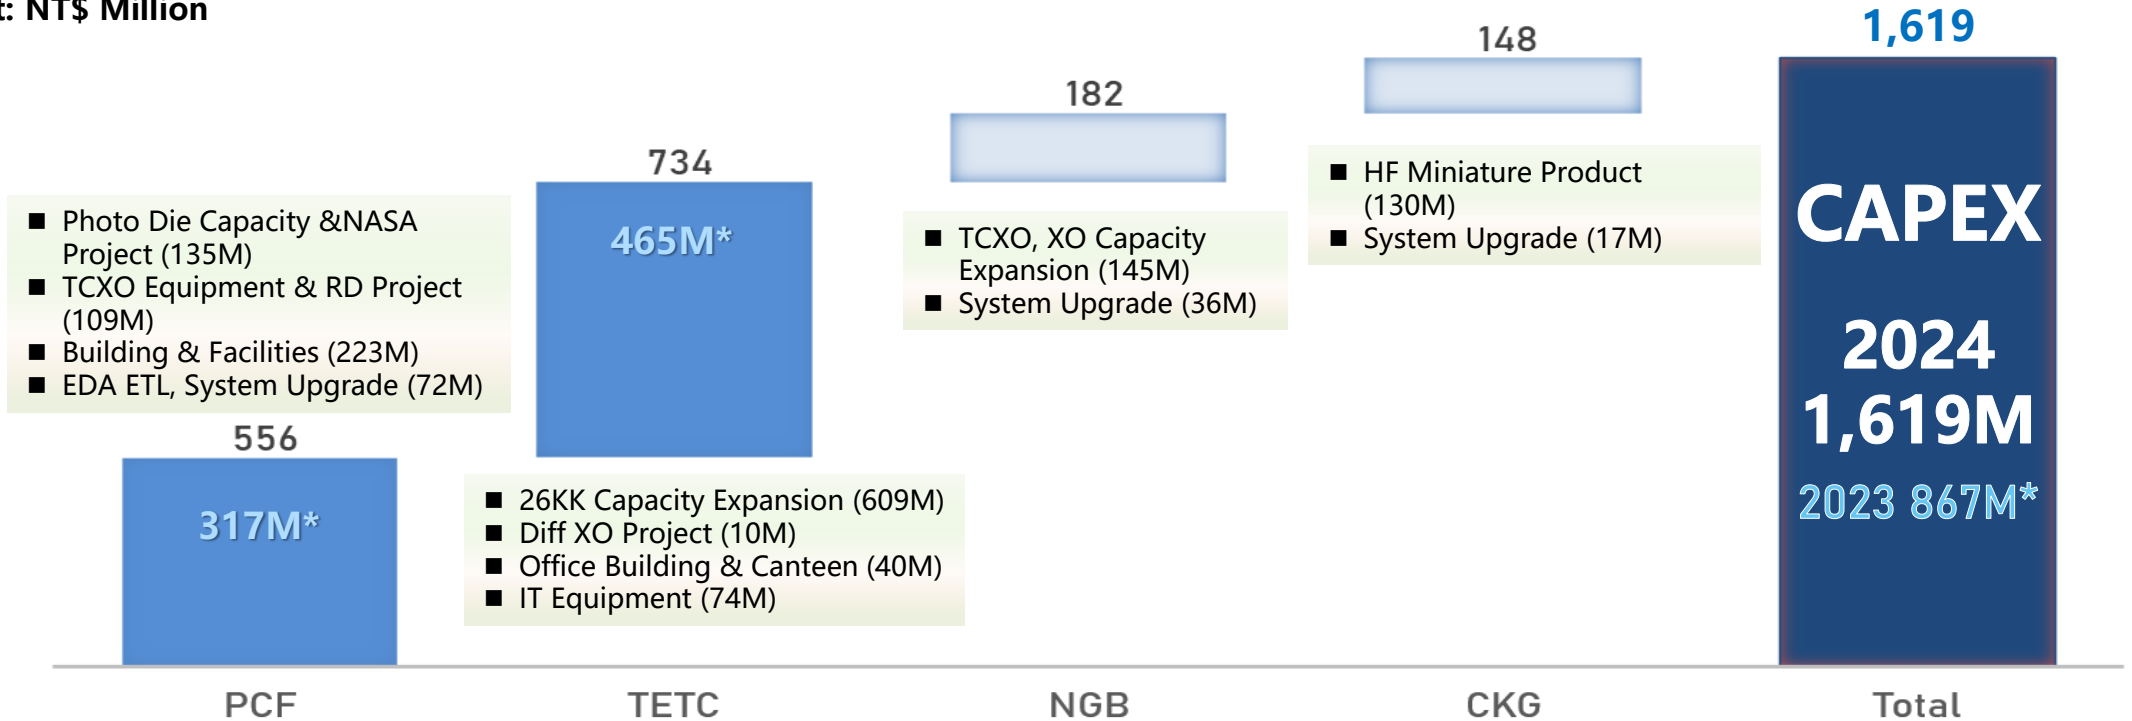 t: NT$ Million
1,619
148
182
734
556
■ Photo Die Capacity &NASA
Project (135M)
■ TCXO Equipment & RD Project
(109M)
■ Building & Facilities (223M)
■ EDA ETL, System Upgrade (72M)
317M*
465M*
■ 26KK Capacity Expansion (609M)
■ Diff XO Project (10M)
■ Office Building & Canteen (40M)
■ IT Equipment (74M)
■ TCXO, XO Capacity
Expansion (145M)
■ System Upgrade (36M)
■ HF Miniature Product
(130M)
■ System Upgrade (17M)
CAPEX
2024
1,619M
2023 867M*
PCF
TETC
NGB
CKG
Total